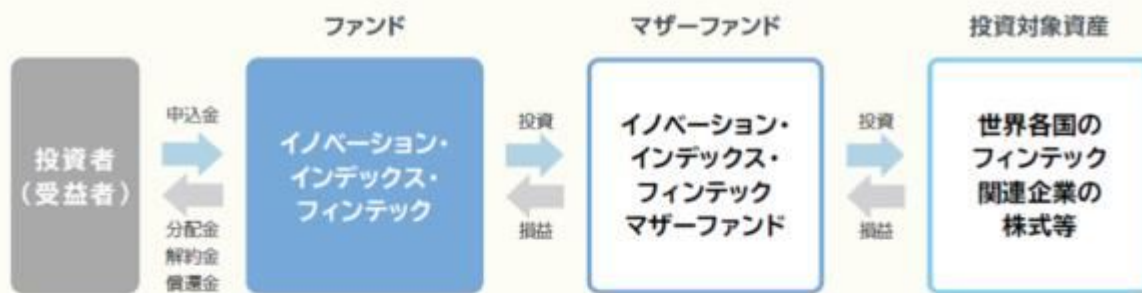 ファンド
マザーファンド
投資対象資産
投資者
（受益者）
申込金
分配金
解約金
償還金
イノベーション・
インデックス・
フィンテック
投資
損益
イノベーション・
インデックス・
フィンテック
マザーファンド
投資
損益
世界各国の
フィンテック
関連企業の
株式等